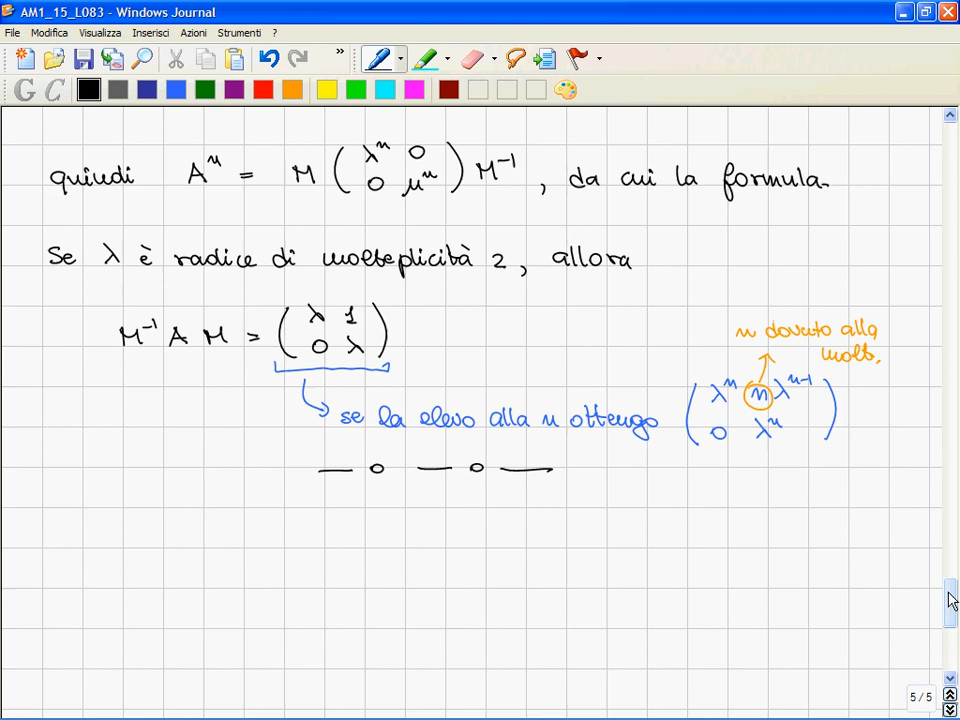 AM1_15_L083 - Windows Journal
File Modifica Visualizza Inserisci Azioni Strumenti ?
»
G C
quindi Aⁿ = M ( λⁿ 0 ; 0 μⁿ ) M⁻¹ , da cui la formula.
Se λ è radice di molteplicità 2, allora
M⁻¹ A M = ( λ 1 ; 0 λ )
n dovuto alla
molt.
se la elevo alla n ottengo ( λⁿ nλⁿ⁻¹ ; 0 λⁿ )
— o — o —
5 / 5